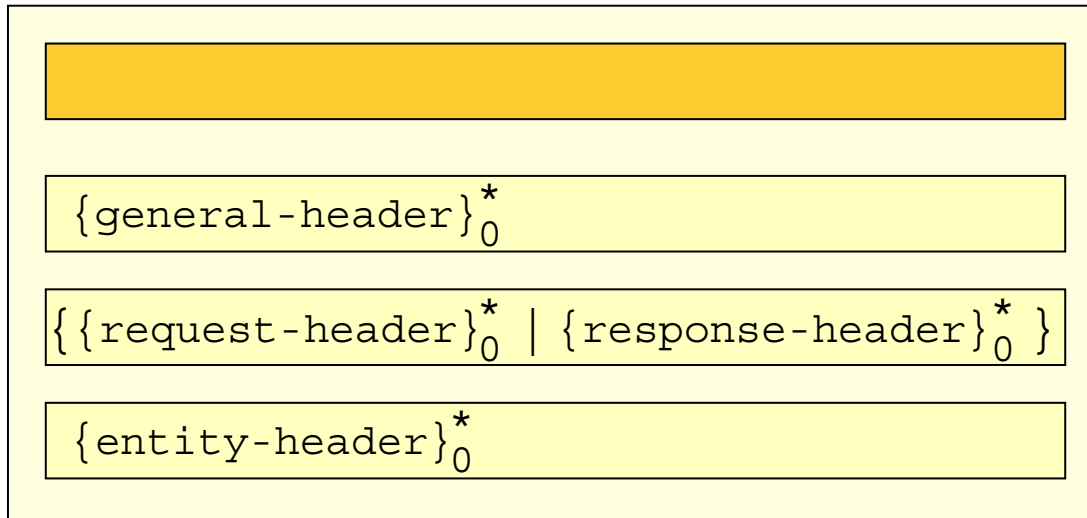 {general-header}*0
{{request-header}*0 | {response-header}*0 }
{entity-header}*0